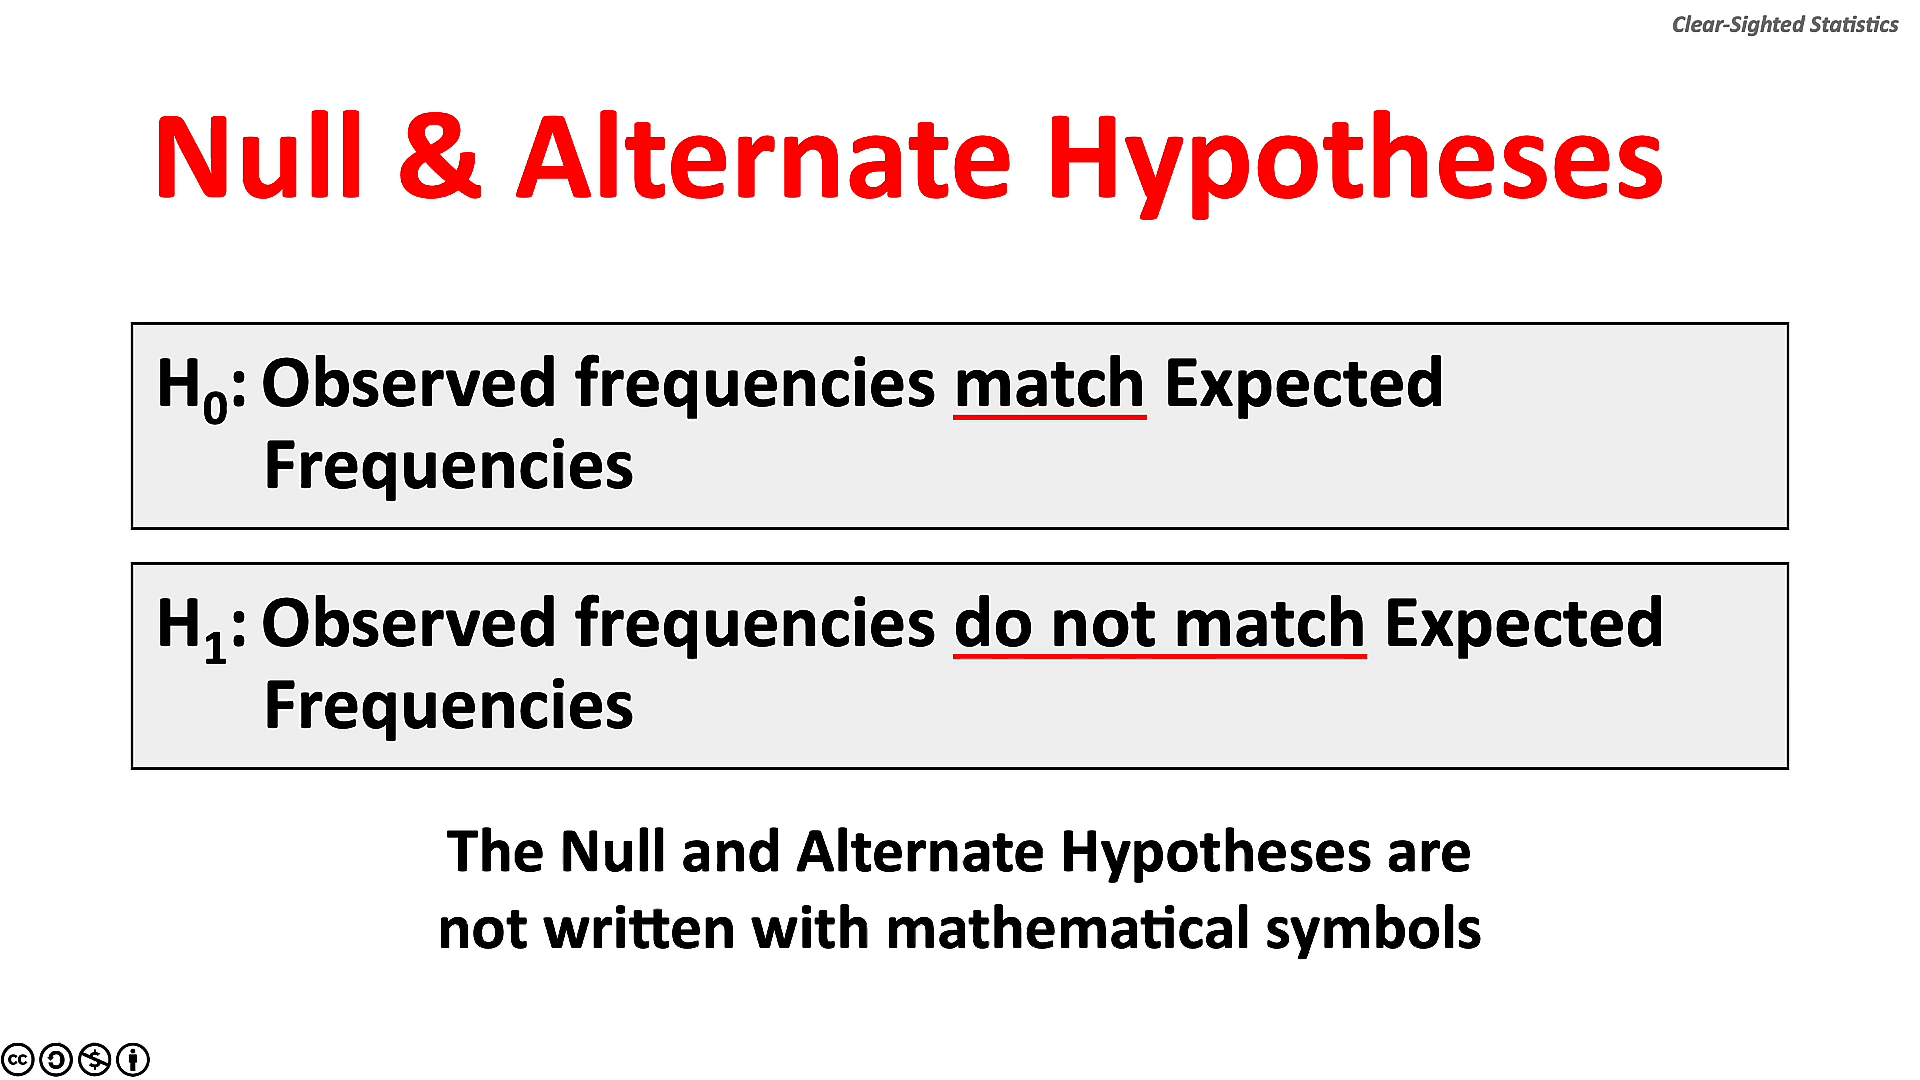 Clear-Sighted Statistics
Null & Alternate Hypotheses
H0: Observed frequencies match Expected
Frequencies
H1: Observed frequencies do not match Expected
Frequencies
The Null and Alternate Hypotheses are
not written with mathematical symbols
cc